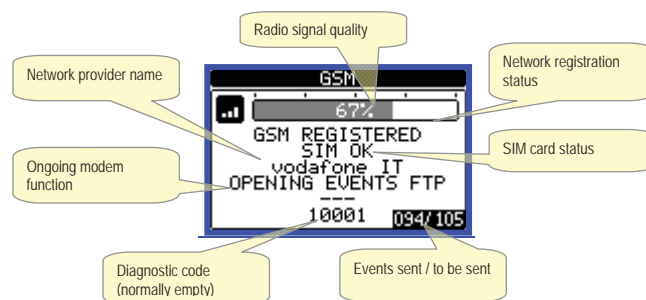 Radio signal quality
Network provider name
Network registration
status
GSM
67%
GSM REGISTERED
SIM OK
SIM card status
vodafone IT
Ongoing modem
function
OPENING EVENTS FTP
---
10001
094/105
Diagnostic code
(normally empty)
Events sent / to be sent